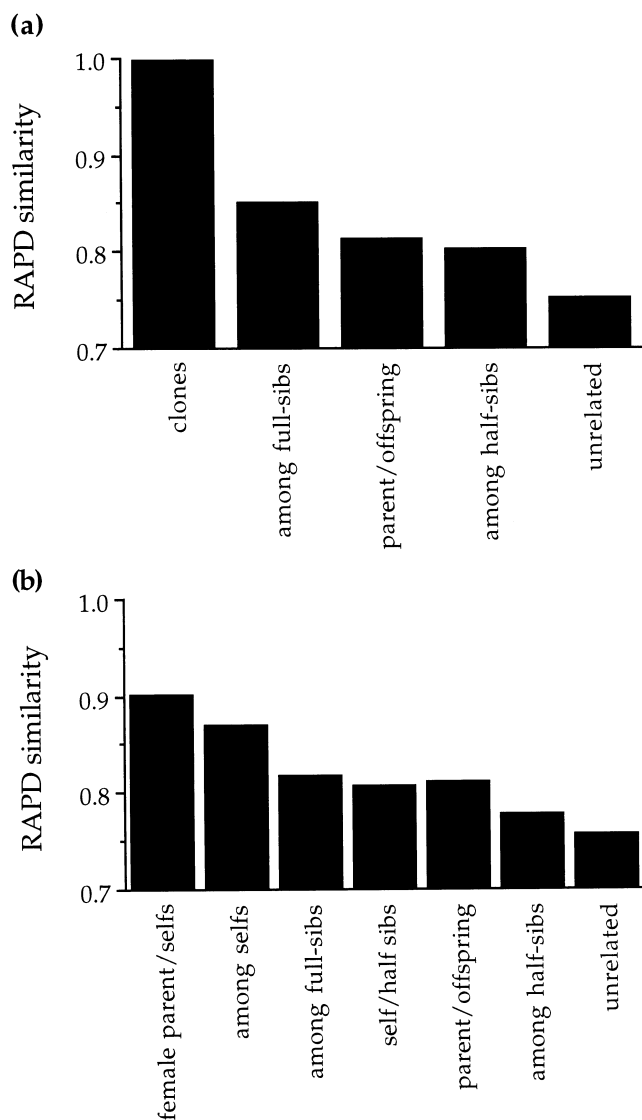 (a)
RAPD similarity
1.0
0.9
0.8
0.7
clones
among full-sibs
parent/offspring
among half-sibs
unrelated
(b)
RAPD similarity
1.0
0.9
0.8
0.7
female parent/selfs
among selfs
among full-sibs
self/half sibs
parent/offspring
among half-sibs
unrelated